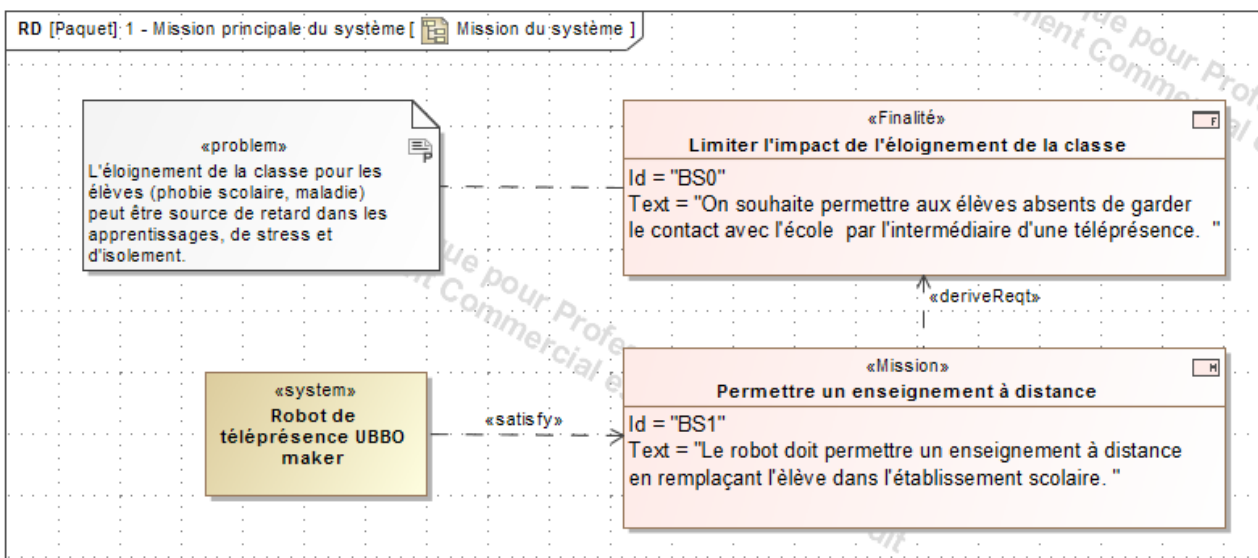 RD [Paquet] 1 - Mission principale du système [ Mission du système ]
«problem»
L'éloignement de la classe pour les
élèves (phobie scolaire, maladie)
peut être source de retard dans les
apprentissages, de stress et
d'isolement.
«Finalité»
F
Limiter l'impact de l'éloignement de la classe
Id = "BS0"
Text = "On souhaite permettre aux élèves absents de garder
le contact avec l'école par l'intermédiaire d'une téléprésence. "
«deriveReqt»
«system»
Robot de
téléprésence UBBO
maker
«satisfy»
«Mission»
M
Permettre un enseignement à distance
Id = "BS1"
Text = "Le robot doit permettre un enseignement à distance
en remplaçant l'èlève dans l'établissement scolaire. "